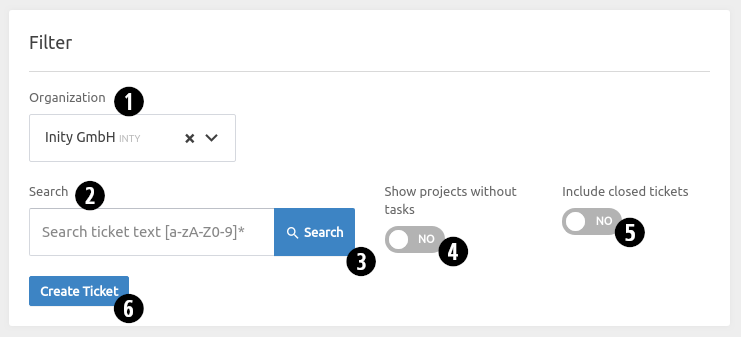 Filter
Organization 1
Inity GmbH INTY
Search 2
Show projects without
tasks
Include closed tickets
Search ticket text [a-zA-Z0-9]*
Search 3
NO 4
NO 5
Create Ticket 6